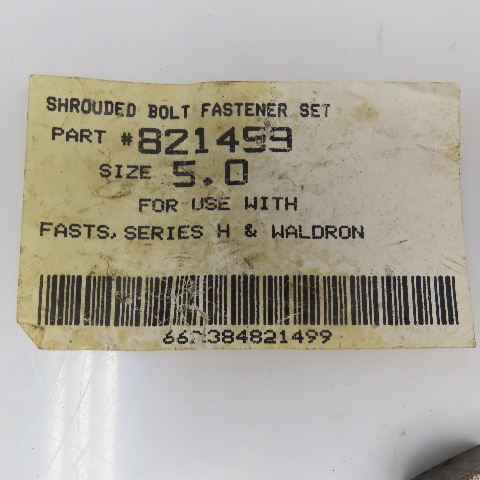 SHROUDED BOLT FASTENER SET
PART #821499
SIZE 5.0
FOR USE WITH
FASTS, SERIES H & WALDRON